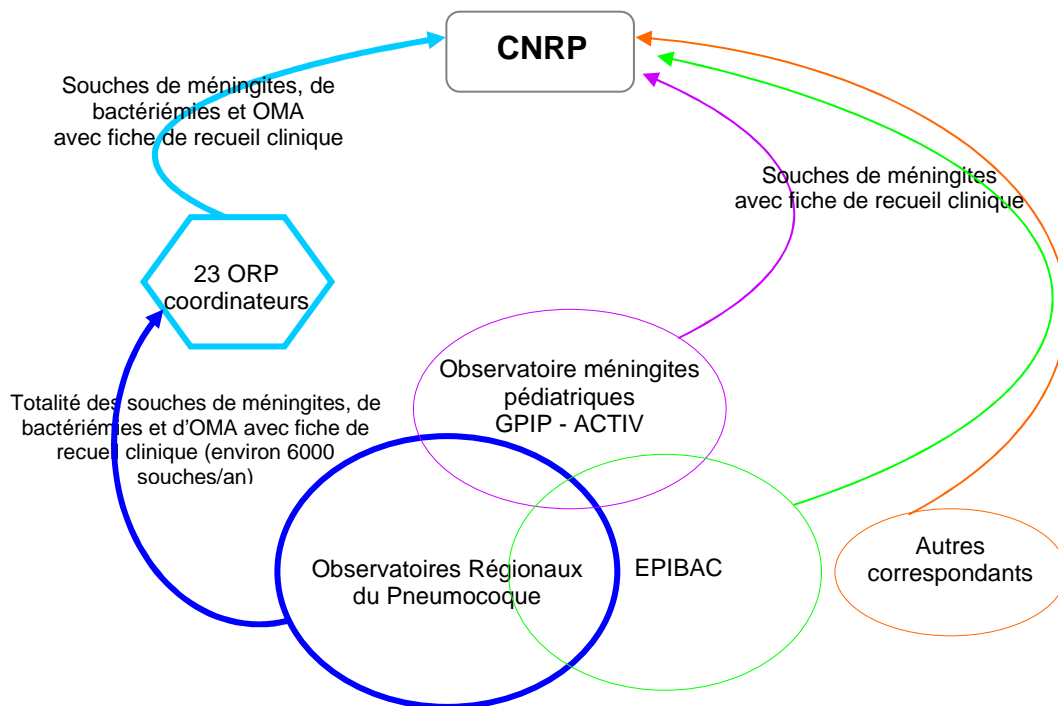 CNRP
Souches de méningites, de
bactériémies et OMA
avec fiche de recueil clinique
Souches de méningites
avec fiche de recueil clinique
23 ORP
coordinateurs
Observatoire méningites
pédiatriques
GPIP - ACTIV
Totalité des souches de méningites, de
bactériémies et d'OMA avec fiche de
recueil clinique (environ 6000
souches/an)
Observatoires Régionaux
du Pneumocoque
EPIBAC
Autres
correspondants